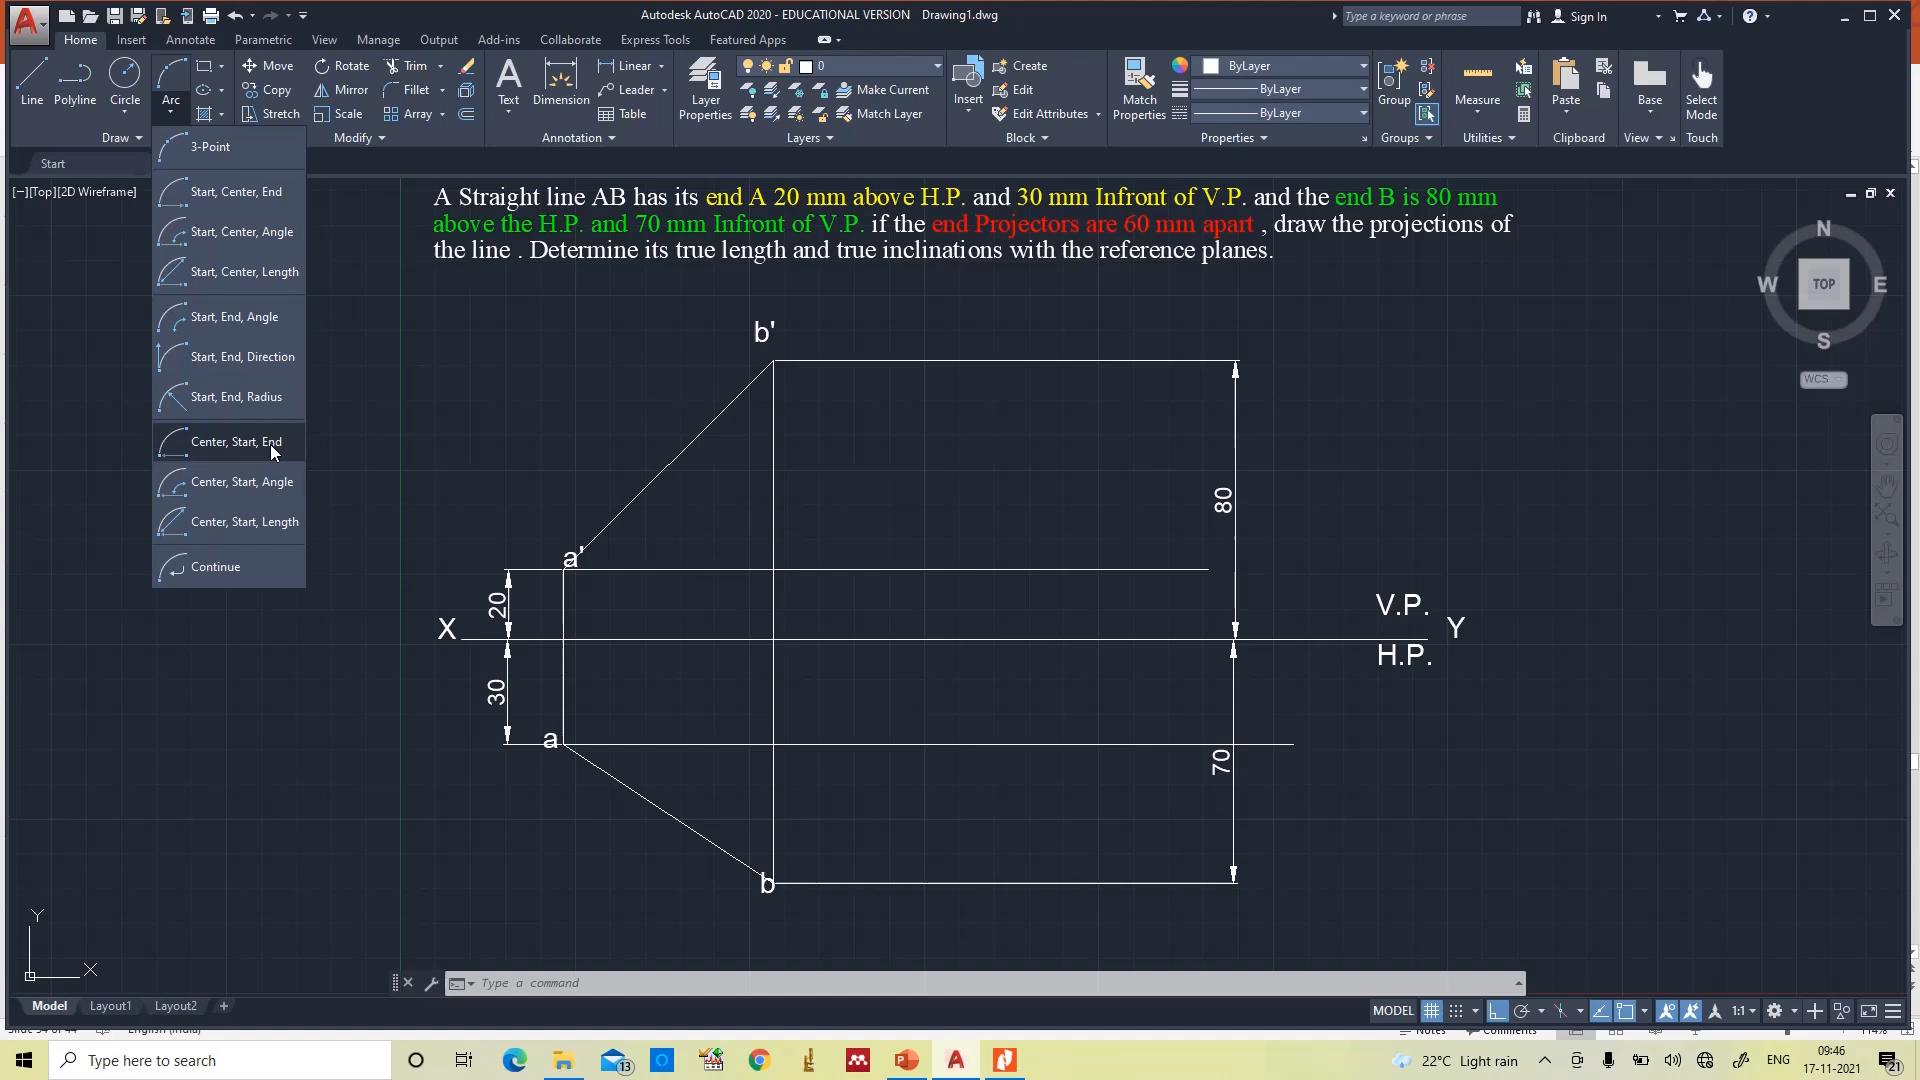 Autodesk AutoCAD 2020 - EDUCATIONAL VERSION Drawing1.dwg
Type a keyword or phrase
Sign In
Home Insert Annotate Parametric View Manage Output Add-ins Collaborate Express Tools Featured Apps
Line Polyline Circle Arc
Move Rotate Trim
Copy Mirror Fillet
Stretch Scale Array
Text Dimension
Linear
Leader
Table
Layer Properties
0
Make Current
Match Layer
Insert
Create
Edit
Edit Attributes
Match Properties
ByLayer
ByLayer
ByLayer
Group
Measure
Paste
Base
Select Mode
Draw Modify Annotation Layers Block Properties Groups Utilities Clipboard View Touch
Start
[−][Top][2D Wireframe]
3-Point
Start, Center, End
Start, Center, Angle
Start, Center, Length
Start, End, Angle
Start, End, Direction
Start, End, Radius
Center, Start, End
Center, Start, Angle
Center, Start, Length
Continue
A Straight line AB has its end A 20 mm above H.P. and 30 mm Infront of V.P. and the end B is 80 mm
above the H.P. and 70 mm Infront of V.P. if the end Projectors are 60 mm apart , draw the projections of
the line . Determine its true length and true inclinations with the reference planes.
N
W TOP E
S
WCS
b'
80
a'
20
V.P.
X Y
H.P.
30
a
70
b
Y
X
Type a command
Model Layout1 Layout2 +
MODEL 1:1
Notes Comments 114%
Type here to search
13
22°C Light rain
ENG
09:46
17-11-2021
21